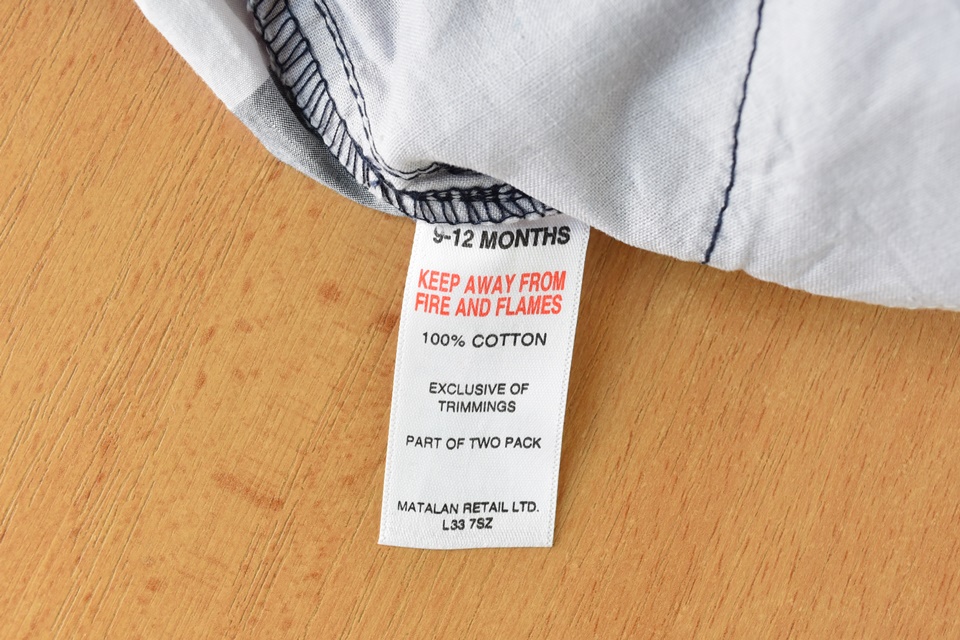 9-12 MONTHS
KEEP AWAY FROM
FIRE AND FLAMES
100% COTTON
EXCLUSIVE OF
TRIMMINGS
PART OF TWO PACK
MATALAN RETAIL LTD.
L33 7SZ